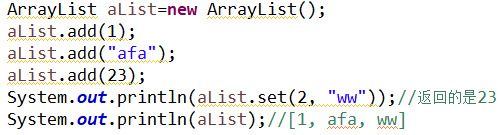 ArrayList aList=new ArrayList();
aList.add(1);
aList.add("afa");
aList.add(23);
System.out.println(aList.set(2, "ww"));//返回的是23
System.out.println(aList);//[1, afa, ww]